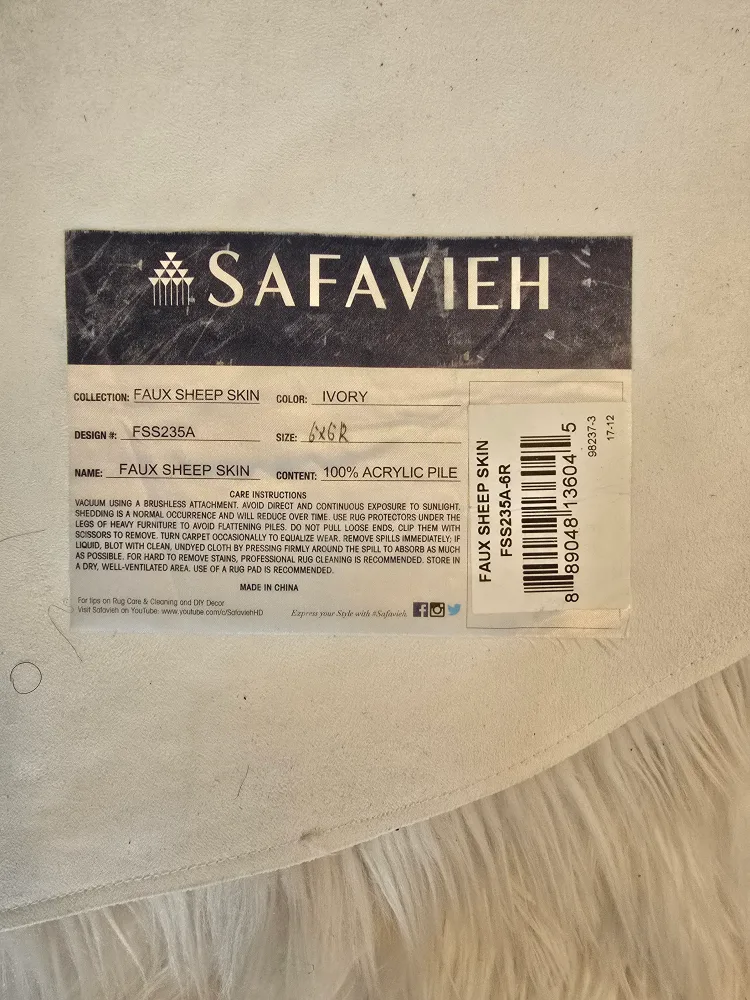 SAFAVIEH
COLLECTION: FAUX SHEEP SKIN COLOR: IVORY
DESIGN #: FSS235A SIZE: 6x6R
NAME: FAUX SHEEP SKIN CONTENT: 100% ACRYLIC PILE
CARE INSTRUCTIONS
VACUUM USING A BRUSHLESS ATTACHMENT. AVOID DIRECT AND CONTINUOUS EXPOSURE TO SUNLIGHT.
SHEDDING IS A NORMAL OCCURRENCE AND WILL REDUCE OVER TIME. USE RUG PROTECTORS UNDER THE
LEGS OF HEAVY FURNITURE TO AVOID FLATTENING PILES. DO NOT PULL LOOSE ENDS, CLIP THEM WITH
SCISSORS TO REMOVE. TURN CARPET OCCASIONALLY TO EQUALIZE WEAR. REMOVE SPILLS IMMEDIATELY; IF
LIQUID, BLOT WITH CLEAN, UNDYED CLOTH BY PRESSING FIRMLY AROUND THE SPILL TO ABSORB AS MUCH
AS POSSIBLE. FOR HARD TO REMOVE STAINS, PROFESSIONAL RUG CLEANING IS RECOMMENDED. STORE IN
A DRY, WELL-VENTILATED AREA. USE OF A RUG PAD IS RECOMMENDED.
MADE IN CHINA
For tips on Rug Care & Cleaning and DIY Decor
Visit Safavieh on YouTube: www.youtube.com/c/SafaviehHD
Express your Style with #Safavieh
FAUX SHEEP SKIN
FSS235A-6R
8 89048 13604 5
98237-3
17-12